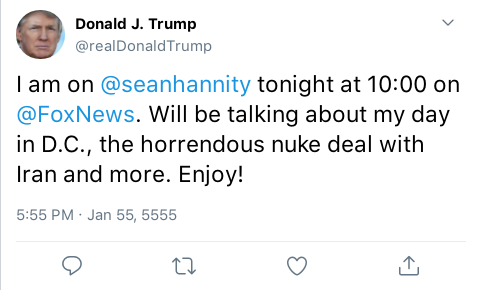 Donald J. Trump
@realDonaldTrump
I am on @seanhannity tonight at 10:00 on
@FoxNews. Will be talking about my day
in D.C., the horrendous nuke deal with
Iran and more. Enjoy!
5:55 PM · Jan 55, 5555